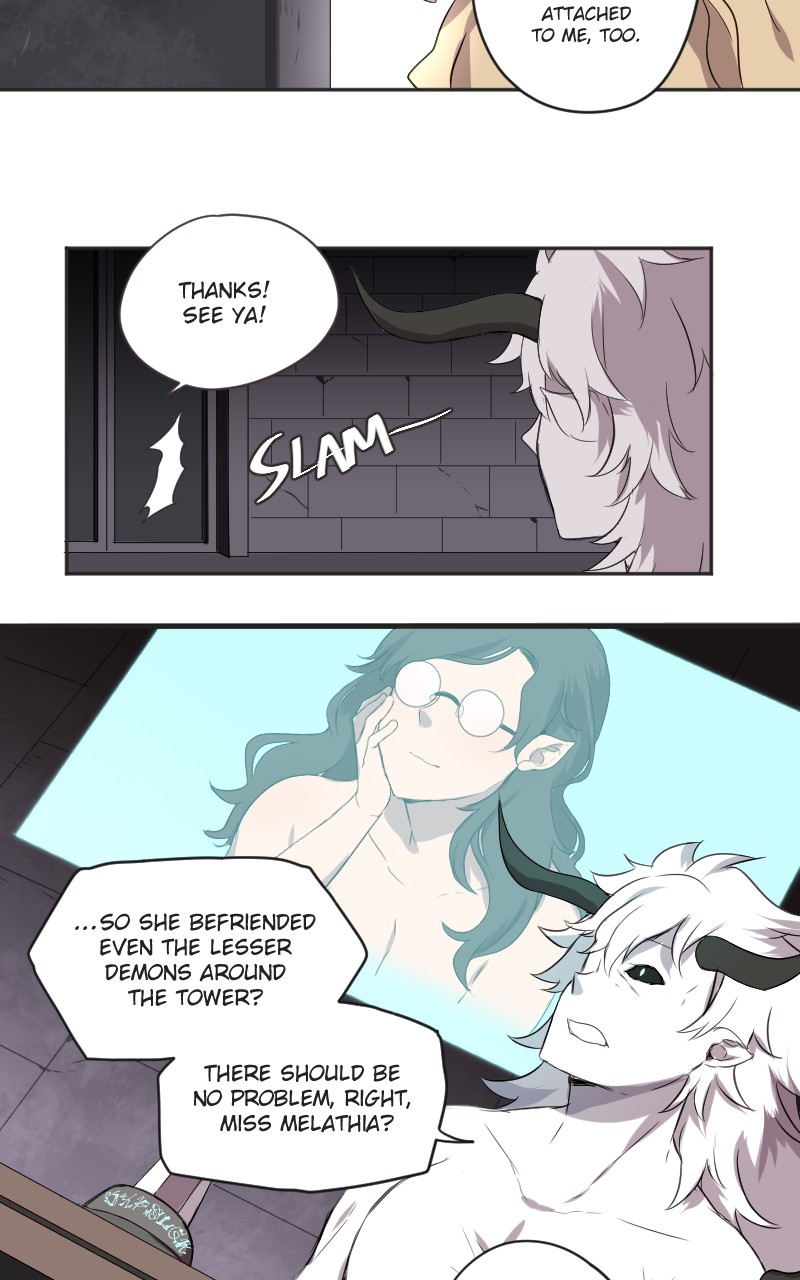 ATTACHED
TO ME, TOO.
THANKS!
SEE YA!
SLAM
...SO SHE BEFRIENDED
EVEN THE LESSER
DEMONS AROUND
THE TOWER?
THERE SHOULD BE
NO PROBLEM, RIGHT,
MISS MELATHIA?